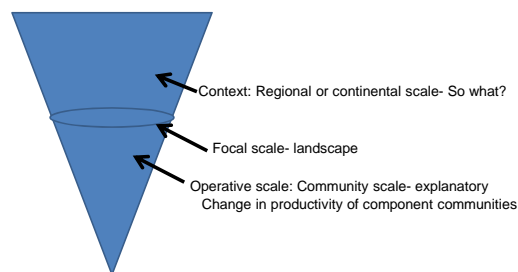 Context: Regional or continental scale- So what?
Focal scale- landscape
Operative scale: Community scale- explanatory
Change in productivity of component communities